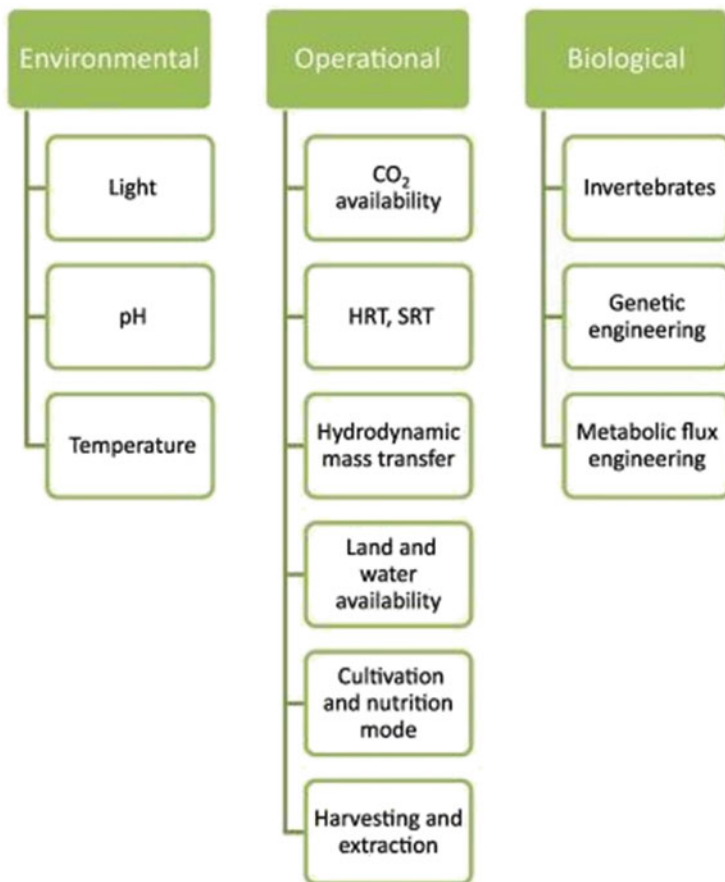 Environmental
Light
pH
Temperature
Operational
CO₂
availability
HRT, SRT
Hydrodynamic
mass transfer
Land and
water
availability
Cultivation
and nutrition
mode
Harvesting and
extraction
Biological
Invertebrates
Genetic
engineering
Metabolic flux
engineering